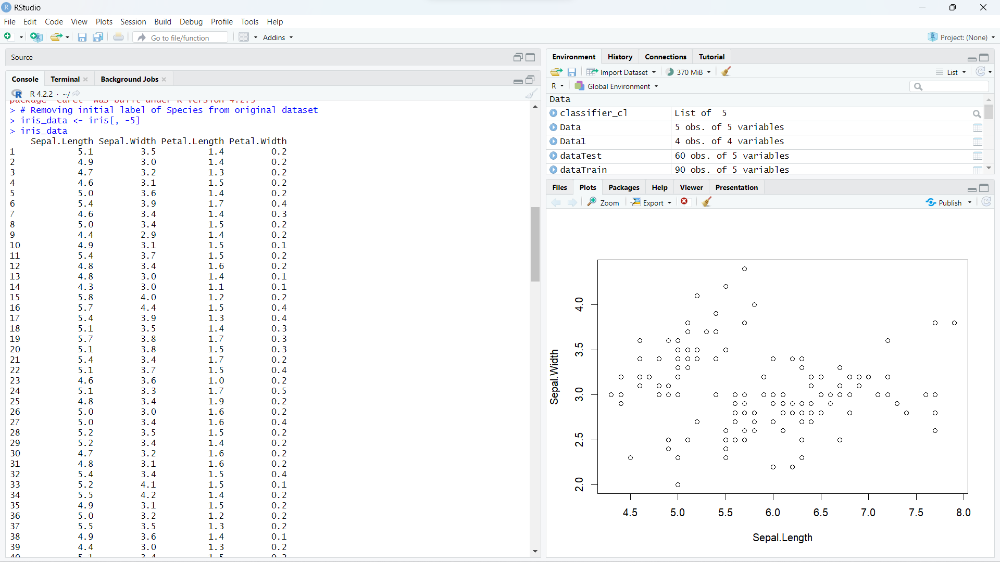 RStudio
File Edit Code View Plots Session Build Debug Profile Tools Help
Go to file/function Addins Project: (None)
Source
Console Terminal Background Jobs
R 4.2.2 · ~/
> # Removing initial label of Species from original dataset
> iris_data <- iris[, -5]
> iris_data
Sepal.Length Sepal.Width Petal.Length Petal.Width
1 5.1 3.5 1.4 0.2
2 4.9 3.0 1.4 0.2
3 4.7 3.2 1.3 0.2
4 4.6 3.1 1.5 0.2
5 5.0 3.6 1.4 0.2
6 5.4 3.9 1.7 0.4
7 4.6 3.4 1.4 0.3
8 5.0 3.4 1.5 0.2
9 4.4 2.9 1.4 0.2
10 4.9 3.1 1.5 0.1
11 5.4 3.7 1.5 0.2
12 4.8 3.4 1.6 0.2
13 4.8 3.0 1.4 0.1
14 4.3 3.0 1.1 0.1
15 5.8 4.0 1.2 0.2
16 5.7 4.4 1.5 0.4
17 5.4 3.9 1.3 0.4
18 5.1 3.5 1.4 0.3
19 5.7 3.8 1.7 0.3
20 5.1 3.8 1.5 0.3
21 5.4 3.4 1.7 0.2
22 5.1 3.7 1.5 0.4
23 4.6 3.6 1.0 0.2
24 5.1 3.3 1.7 0.5
25 4.8 3.4 1.9 0.2
26 5.0 3.0 1.6 0.2
27 5.0 3.4 1.6 0.4
28 5.2 3.5 1.5 0.2
29 5.2 3.4 1.4 0.2
30 4.7 3.2 1.6 0.2
31 4.8 3.1 1.6 0.2
32 5.4 3.4 1.5 0.4
33 5.2 4.1 1.5 0.1
34 5.5 4.2 1.4 0.2
35 4.9 3.1 1.5 0.2
36 5.0 3.2 1.2 0.2
37 5.5 3.5 1.3 0.2
38 4.9 3.6 1.4 0.1
39 4.4 3.0 1.3 0.2
Environment History Connections Tutorial
Import Dataset 370 MiB List
R Global Environment
Data
classifier_cl List of 5
Data 5 obs. of 5 variables
Data1 4 obs. of 4 variables
dataTest 60 obs. of 5 variables
dataTrain 90 obs. of 5 variables
Files Plots Packages Help Viewer Presentation
Zoom Export Publish
Sepal.Width
4.0
3.5
3.0
2.5
2.0
4.5 5.0 5.5 6.0 6.5 7.0 7.5 8.0
Sepal.Length